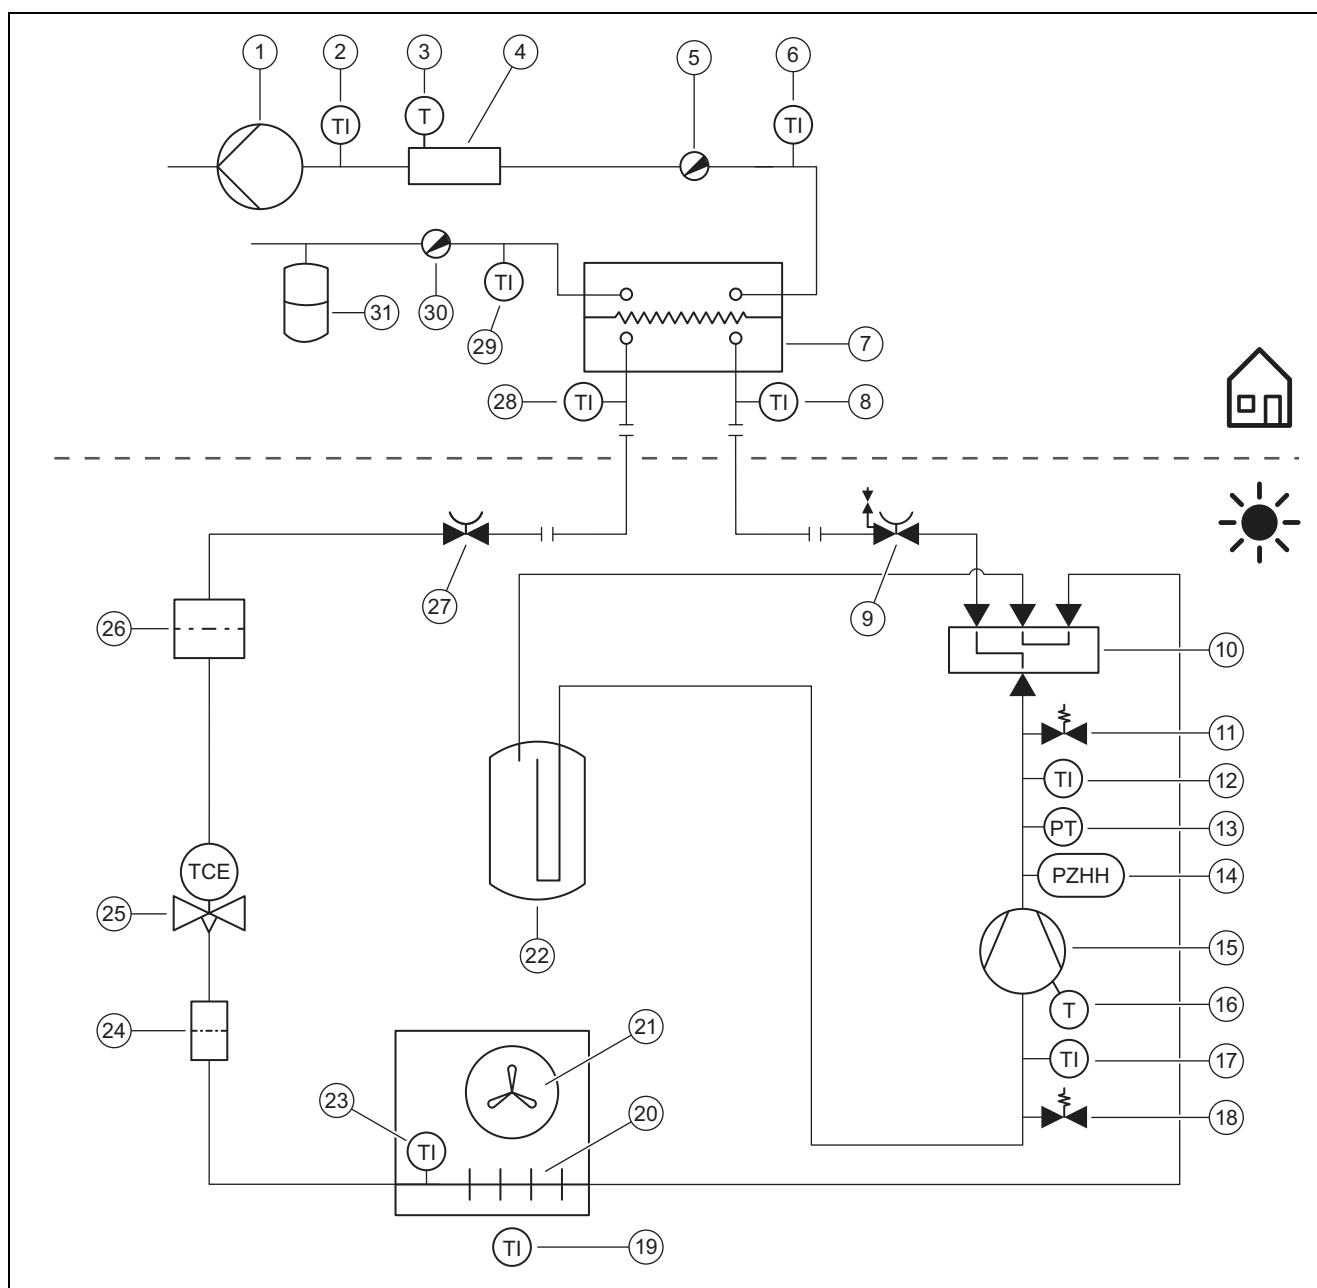 1 2 3 4 5 6
TI T TI
31 30 TI
29
7
28 TI TI 8
27 9
26 10
11
TI 12
PT 13
TCE PZHH 14
25
22 15
T 16
24 21
TI 17
23 20
TI 18
TI 19